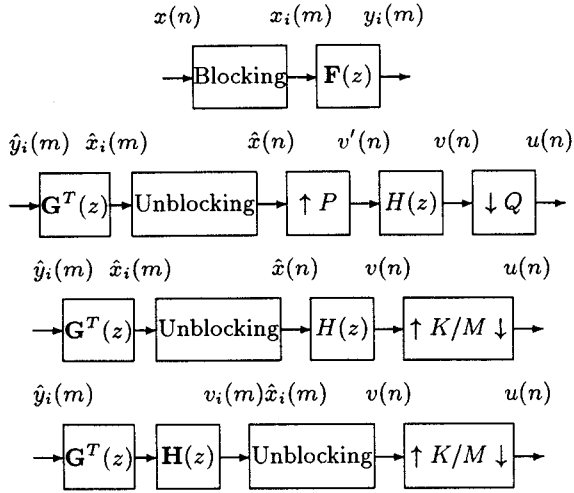 x(n) x_i(m) y_i(m)
Blocking F(z)
ŷ_i(m) x̂_i(m) x̂(n) v′(n) v(n) u(n)
G^T(z) Unblocking ↑ P H(z) ↓ Q
ŷ_i(m) x̂_i(m) x̂(n) v(n) u(n)
G^T(z) Unblocking H(z) ↑ K/M ↓
ŷ_i(m) v_i(m)x̂_i(m) v(n) u(n)
G^T(z) H(z) Unblocking ↑ K/M ↓